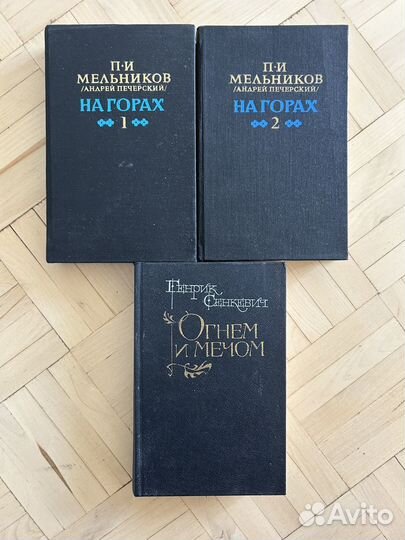 П·И
МЕЛЬНИКОВ
/АНДРЕЙ ПЕЧЕРСКИЙ/
НА ГОРАХ
1
П·И
МЕЛЬНИКОВ
/АНДРЕЙ ПЕЧЕРСКИЙ/
НА ГОРАХ
2
ГЕНРИК
СЕНКЕВИЧ
ОГНЕМ
И МЕЧОМ
Avito